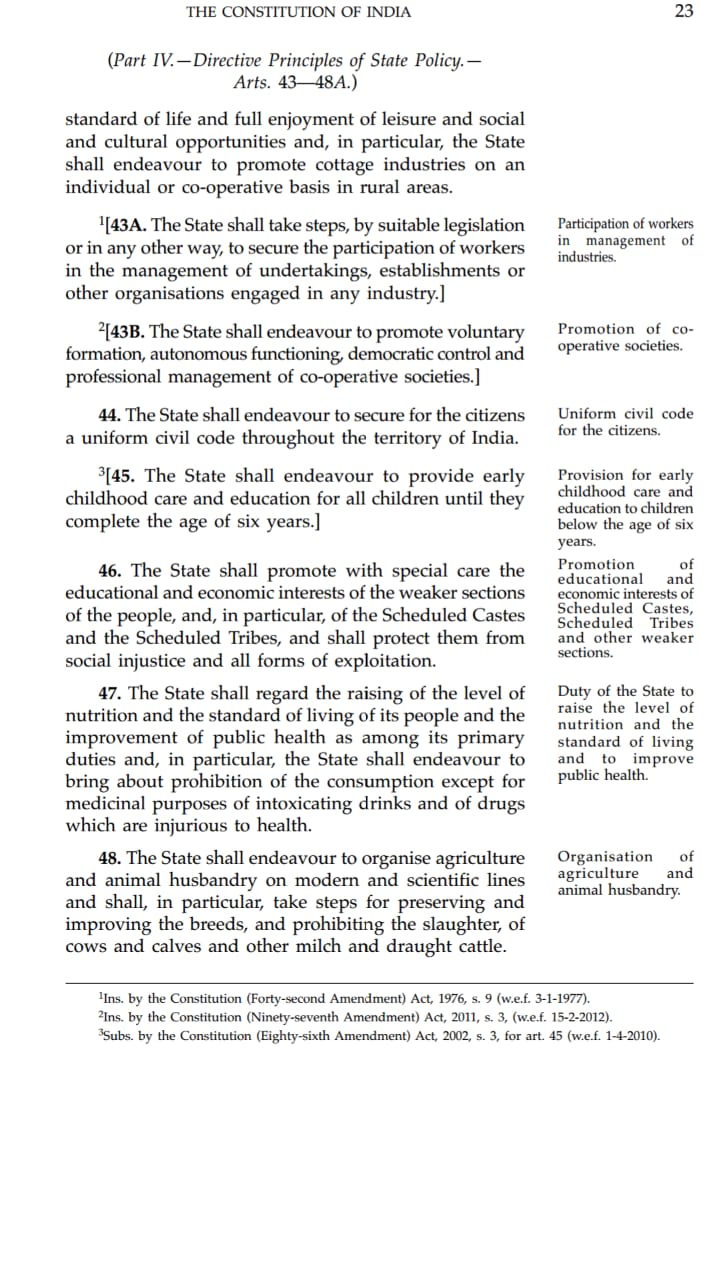 THE CONSTITUTION OF INDIA
23
(Part IV.—Directive Principles of State Policy.—
Arts. 43—48A.)
standard of life and full enjoyment of leisure and social
and cultural opportunities and, in particular, the State
shall endeavour to promote cottage industries on an
individual or co-operative basis in rural areas.
¹[43A. The State shall take steps, by suitable legislation
or in any other way, to secure the participation of workers
in the management of undertakings, establishments or
other organisations engaged in any industry.]
Participation of workers
in management of
industries.
²[43B. The State shall endeavour to promote voluntary
formation, autonomous functioning, democratic control and
professional management of co-operative societies.]
Promotion of co-
operative societies.
44. The State shall endeavour to secure for the citizens
a uniform civil code throughout the territory of India.
Uniform civil code
for the citizens.
³[45. The State shall endeavour to provide early
childhood care and education for all children until they
complete the age of six years.]
Provision for early
childhood care and
education to children
below the age of six
years.
46. The State shall promote with special care the
educational and economic interests of the weaker sections
of the people, and, in particular, of the Scheduled Castes
and the Scheduled Tribes, and shall protect them from
social injustice and all forms of exploitation.
Promotion of
educational and
economic interests of
Scheduled Castes,
Scheduled Tribes
and other weaker
sections.
47. The State shall regard the raising of the level of
nutrition and the standard of living of its people and the
improvement of public health as among its primary
duties and, in particular, the State shall endeavour to
bring about prohibition of the consumption except for
medicinal purposes of intoxicating drinks and of drugs
which are injurious to health.
Duty of the State to
raise the level of
nutrition and the
standard of living
and to improve
public health.
48. The State shall endeavour to organise agriculture
and animal husbandry on modern and scientific lines
and shall, in particular, take steps for preserving and
improving the breeds, and prohibiting the slaughter, of
cows and calves and other milch and draught cattle.
Organisation of
agriculture and
animal husbandry.
¹Ins. by the Constitution (Forty-second Amendment) Act, 1976, s. 9 (w.e.f. 3-1-1977).
²Ins. by the Constitution (Ninety-seventh Amendment) Act, 2011, s. 3, (w.e.f. 15-2-2012).
³Subs. by the Constitution (Eighty-sixth Amendment) Act, 2002, s. 3, for art. 45 (w.e.f. 1-4-2010).